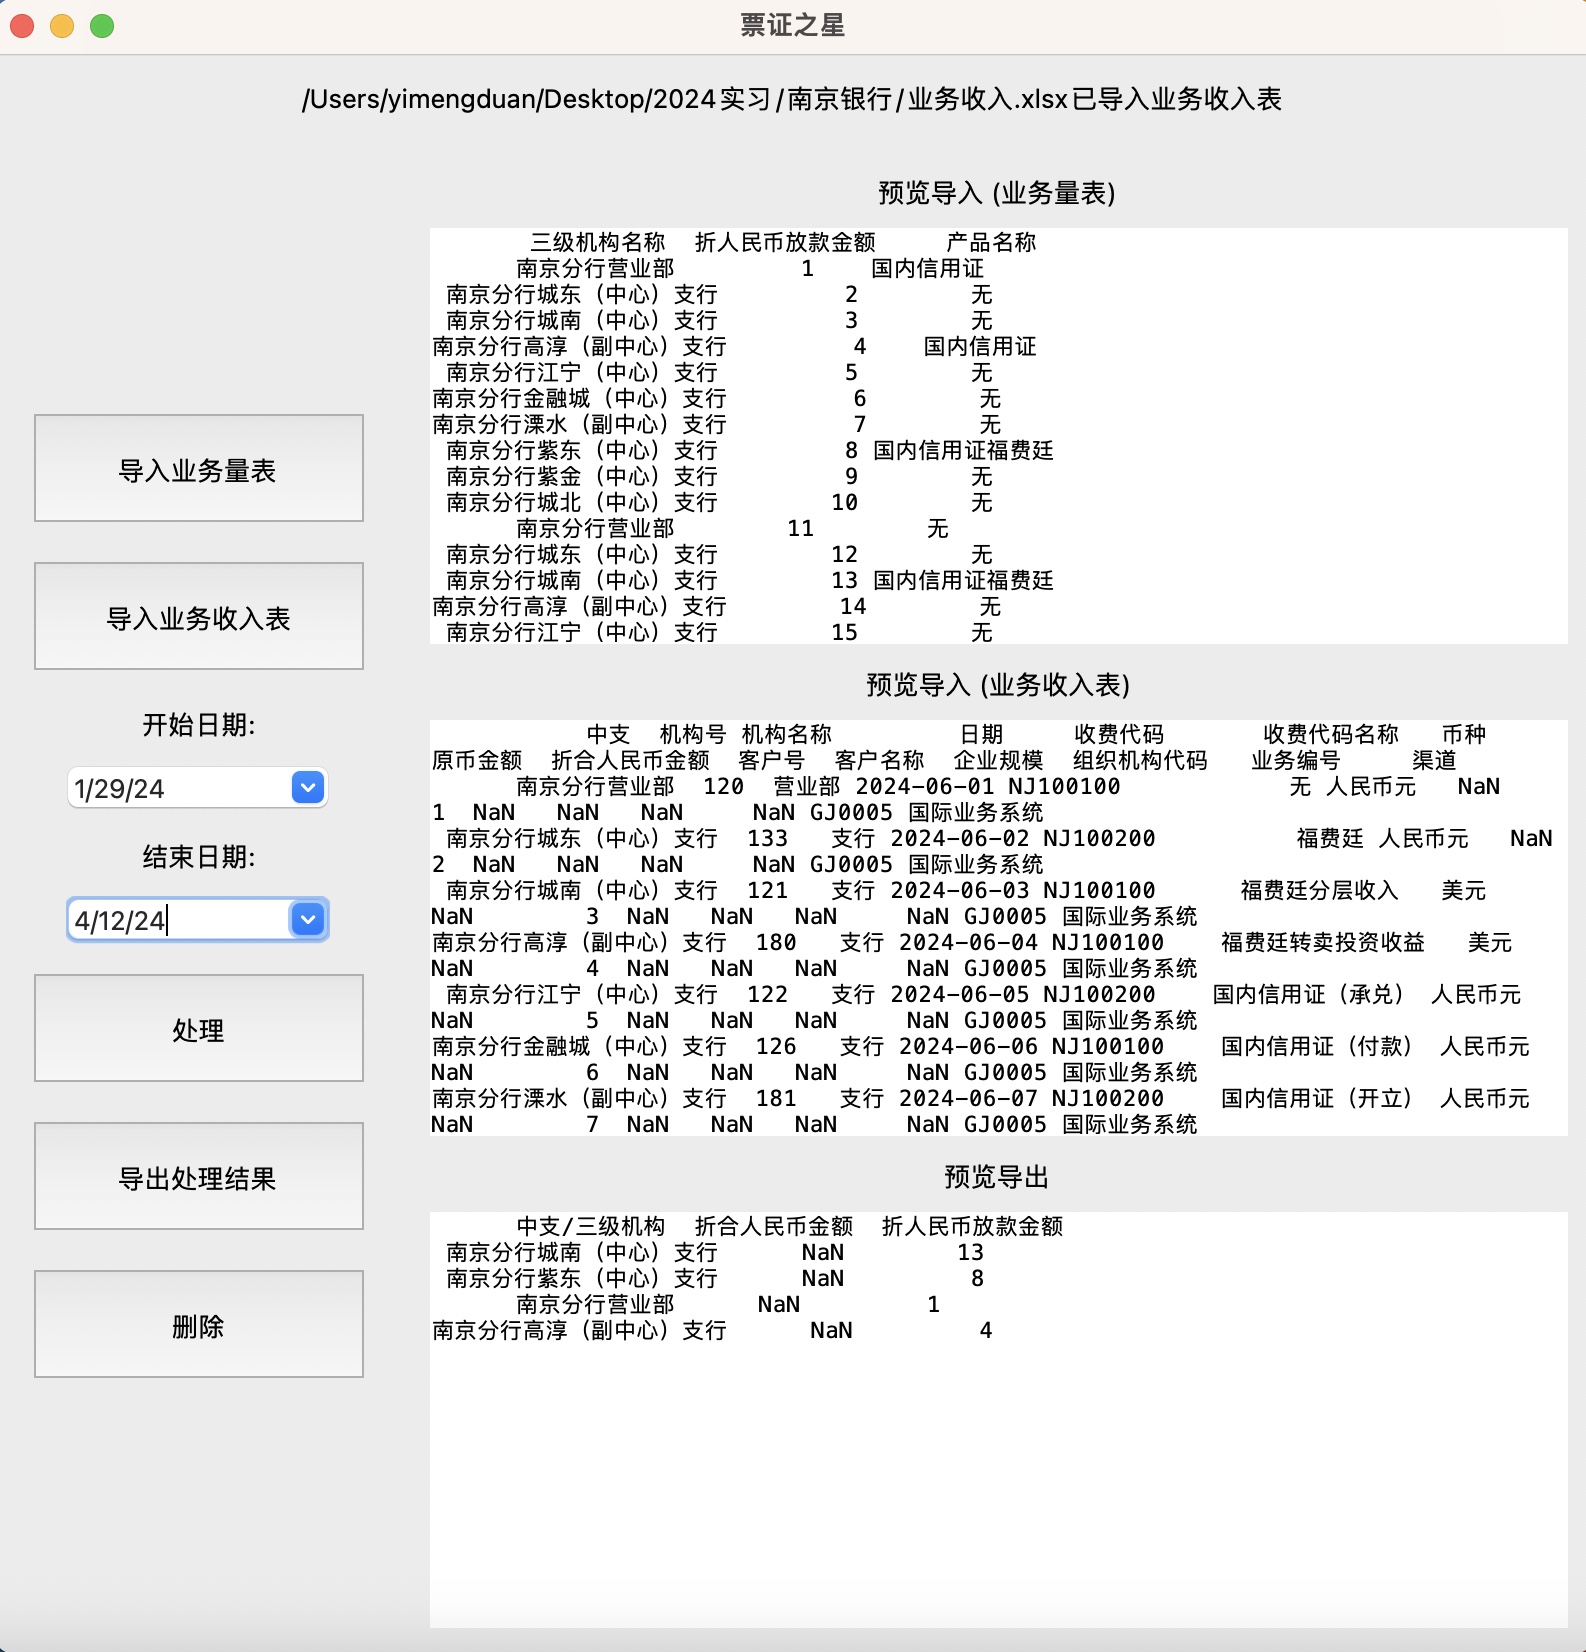 票证之星
/Users/yimengduan/Desktop/2024实习/南京银行/业务收入.xlsx已导入业务收入表
导入业务量表
导入业务收入表
开始日期:
1/29/24
结束日期:
4/12/24
处理
导出处理结果
删除
预览导入 (业务量表)
三级机构名称 折人民币放款金额 产品名称
南京分行营业部 1 国内信用证
南京分行城东（中心）支行 2 无
南京分行城南（中心）支行 3 无
南京分行高淳（副中心）支行 4 国内信用证
南京分行江宁（中心）支行 5 无
南京分行金融城（中心）支行 6 无
南京分行溧水（副中心）支行 7 无
南京分行紫东（中心）支行 8 国内信用证福费廷
南京分行紫金（中心）支行 9 无
南京分行城北（中心）支行 10 无
南京分行营业部 11 无
南京分行城东（中心）支行 12 无
南京分行城南（中心）支行 13 国内信用证福费廷
南京分行高淳（副中心）支行 14 无
南京分行江宁（中心）支行 15 无
预览导入 (业务收入表)
中支 机构号 机构名称 日期 收费代码 收费代码名称 币种
原币金额 折合人民币金额 客户号 客户名称 企业规模 组织机构代码 业务编号 渠道
南京分行营业部 120 营业部 2024-06-01 NJ100100 无 人民币元 NaN
1 NaN NaN NaN NaN GJ0005 国际业务系统
南京分行城东（中心）支行 133 支行 2024-06-02 NJ100200 福费廷 人民币元 NaN
2 NaN NaN NaN NaN GJ0005 国际业务系统
南京分行城南（中心）支行 121 支行 2024-06-03 NJ100100 福费廷分层收入 美元
NaN 3 NaN NaN NaN NaN GJ0005 国际业务系统
南京分行高淳（副中心）支行 180 支行 2024-06-04 NJ100100 福费廷转卖投资收益 美元
NaN 4 NaN NaN NaN NaN GJ0005 国际业务系统
南京分行江宁（中心）支行 122 支行 2024-06-05 NJ100200 国内信用证（承兑） 人民币元
NaN 5 NaN NaN NaN NaN GJ0005 国际业务系统
南京分行金融城（中心）支行 126 支行 2024-06-06 NJ100100 国内信用证（付款） 人民币元
NaN 6 NaN NaN NaN NaN GJ0005 国际业务系统
南京分行溧水（副中心）支行 181 支行 2024-06-07 NJ100200 国内信用证（开立） 人民币元
NaN 7 NaN NaN NaN NaN GJ0005 国际业务系统
预览导出
中支/三级机构 折合人民币金额 折人民币放款金额
南京分行城南（中心）支行 NaN 13
南京分行紫东（中心）支行 NaN 8
南京分行营业部 NaN 1
南京分行高淳（副中心）支行 NaN 4